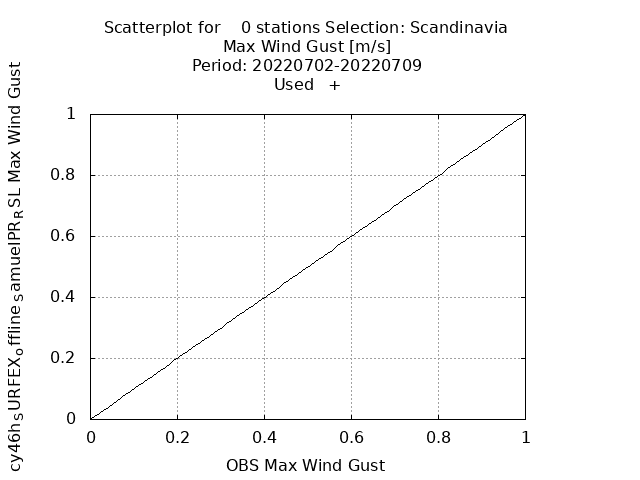 Scatterplot for    0 stations Selection: Scandinavia
Max Wind Gust [m/s]
Period: 20220702-20220709
Used   +
cy46hSURFEXoffline samuelPRRSL Max Wind Gust
1
0.8
0.6
0.4
0.2
0
0 0.2 0.4 0.6 0.8 1
OBS Max Wind Gust